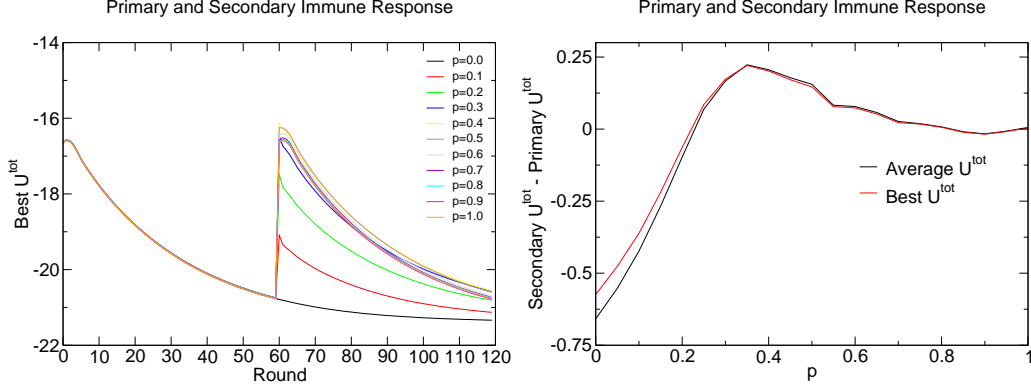 Primary and Secondary Immune Response
-14
-16
-18
-20
-22
Best U^tot
0 10 20 30 40 50 60 70 80 90 100 110 120
Round
p=0.0
p=0.1
p=0.2
p=0.3
p=0.4
p=0.5
p=0.6
p=0.7
p=0.8
p=0.9
p=1.0
Primary and Secondary Immune Response
0.25
0
-0.25
-0.5
-0.75
Secondary U^tot - Primary U^tot
0 0.2 0.4 0.6 0.8 1
p
Average U^tot
Best U^tot